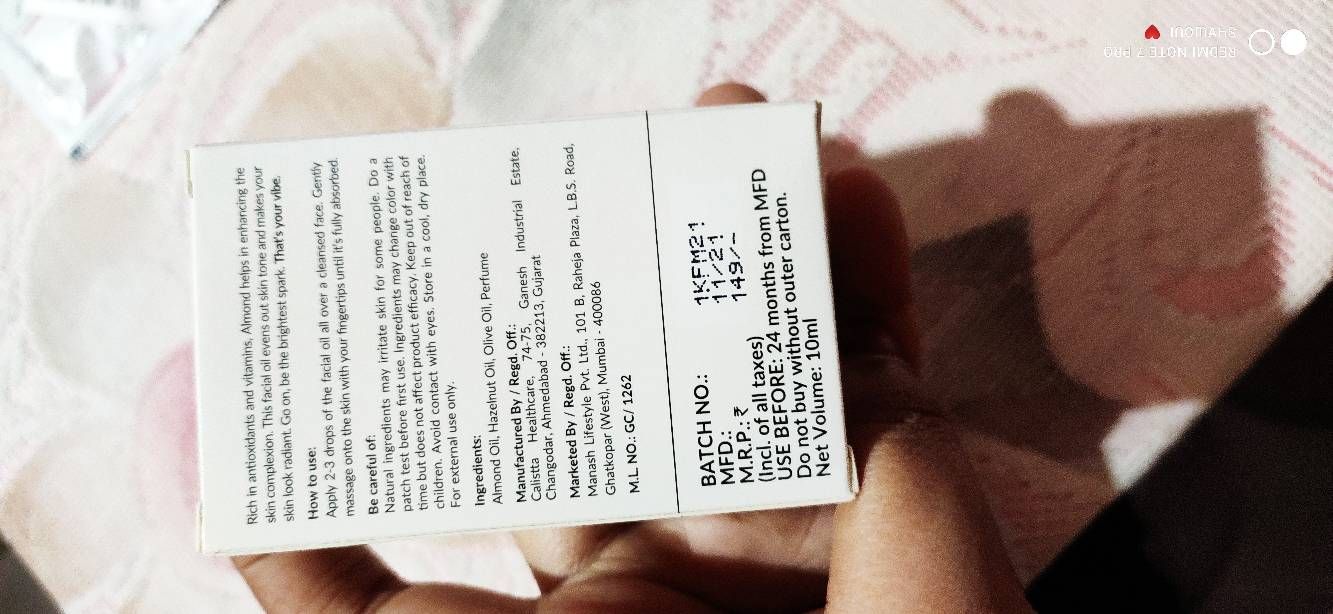 Rich in antioxidants and vitamins, Almond helps in enhancing the
skin complexion. This facial oil evens out skin tone and makes your
skin look radiant. Go on, be the brightest spark. That's your vibe.
How to use:
Apply 2-3 drops of the facial oil all over a cleansed face. Gently
massage onto the skin with your fingertips until it's fully absorbed.
Be careful of:
Natural ingredients may irritate skin for some people. Do a
patch test before first use. Ingredients may change color with
time but does not affect product efficacy. Keep out of reach of
children. Avoid contact with eyes. Store in a cool, dry place.
For external use only.
Ingredients:
Almond Oil, Hazelnut Oil, Olive Oil, Perfume
Manufactured By / Regd. Off.:
Calistta Healthcare, 74-75, Ganesh Industrial Estate,
Changodar, Ahmedabad - 382213, Gujarat
Marketed By / Regd. Off.:
Manash Lifestyle Pvt. Ltd., 101 B, Raheja Plaza, L.B.S. Road,
Ghatkopar (West), Mumbai - 400086
M.L. NO.: GC/ 1262
BATCH NO.: 1KFM21
MFD.: 11/21
M.R.P.: ₹ 149/-
(Incl. of all taxes)
USE BEFORE: 24 months from MFD
Do not buy without outer carton.
Net Volume: 10ml
REDMI NOTE 7 PRO